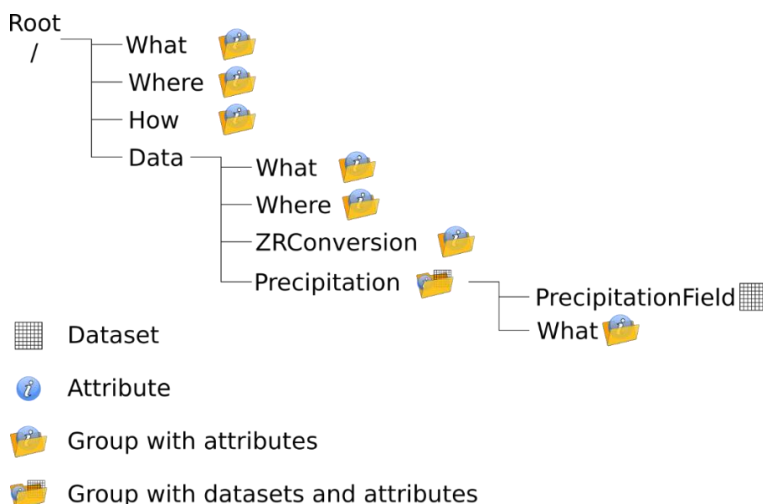 Root
/
What
Where
How
Data
What
Where
ZRConversion
Precipitation
PrecipitationField
What
Dataset
Attribute
Group with attributes
Group with datasets and attributes